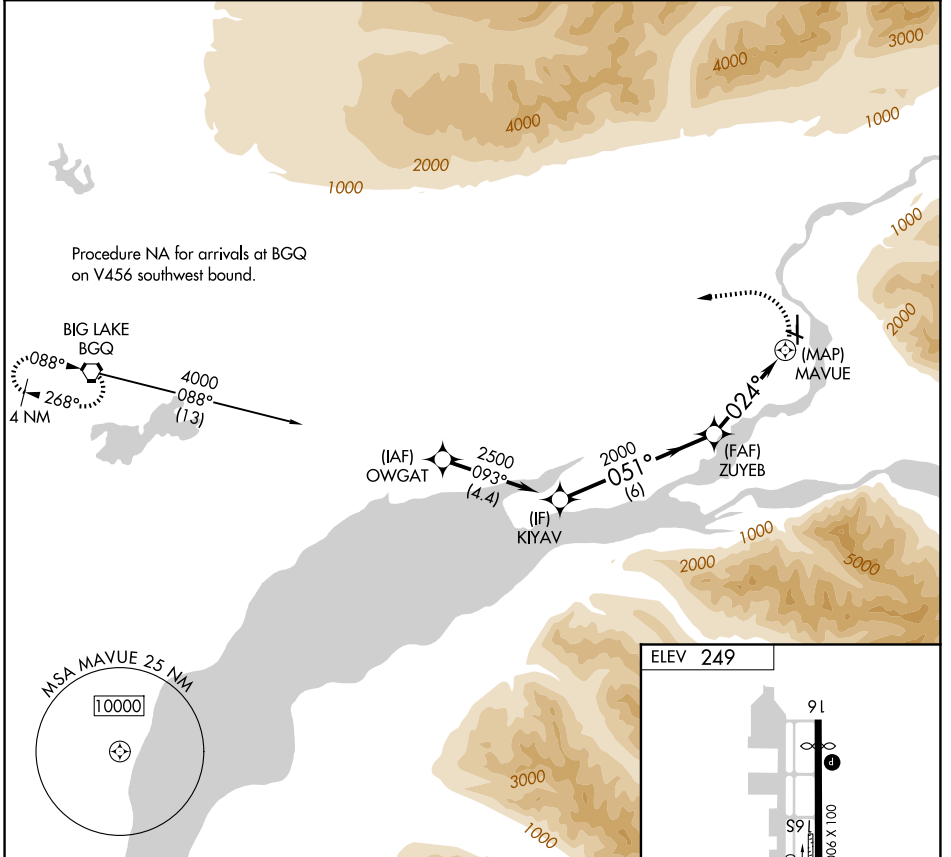 3000
4000
4000
1000
2000
1000
1000
Procedure NA for arrivals at BGQ
on V456 southwest bound.
2000
BIG LAKE
BGQ
088°
268°
4 NM
4000
088°
(13)
(MAP)
MAVUE
024°
(IAF)
OWGAT
2500
093°
(4.4)
2000
051°
(6)
(FAF)
ZUYEB
(IF)
KIYAV
1000
2000
5000
MSA MAVUE 25 NM
10000
ELEV 249
16
P
16S
006 X 100
3000
1000